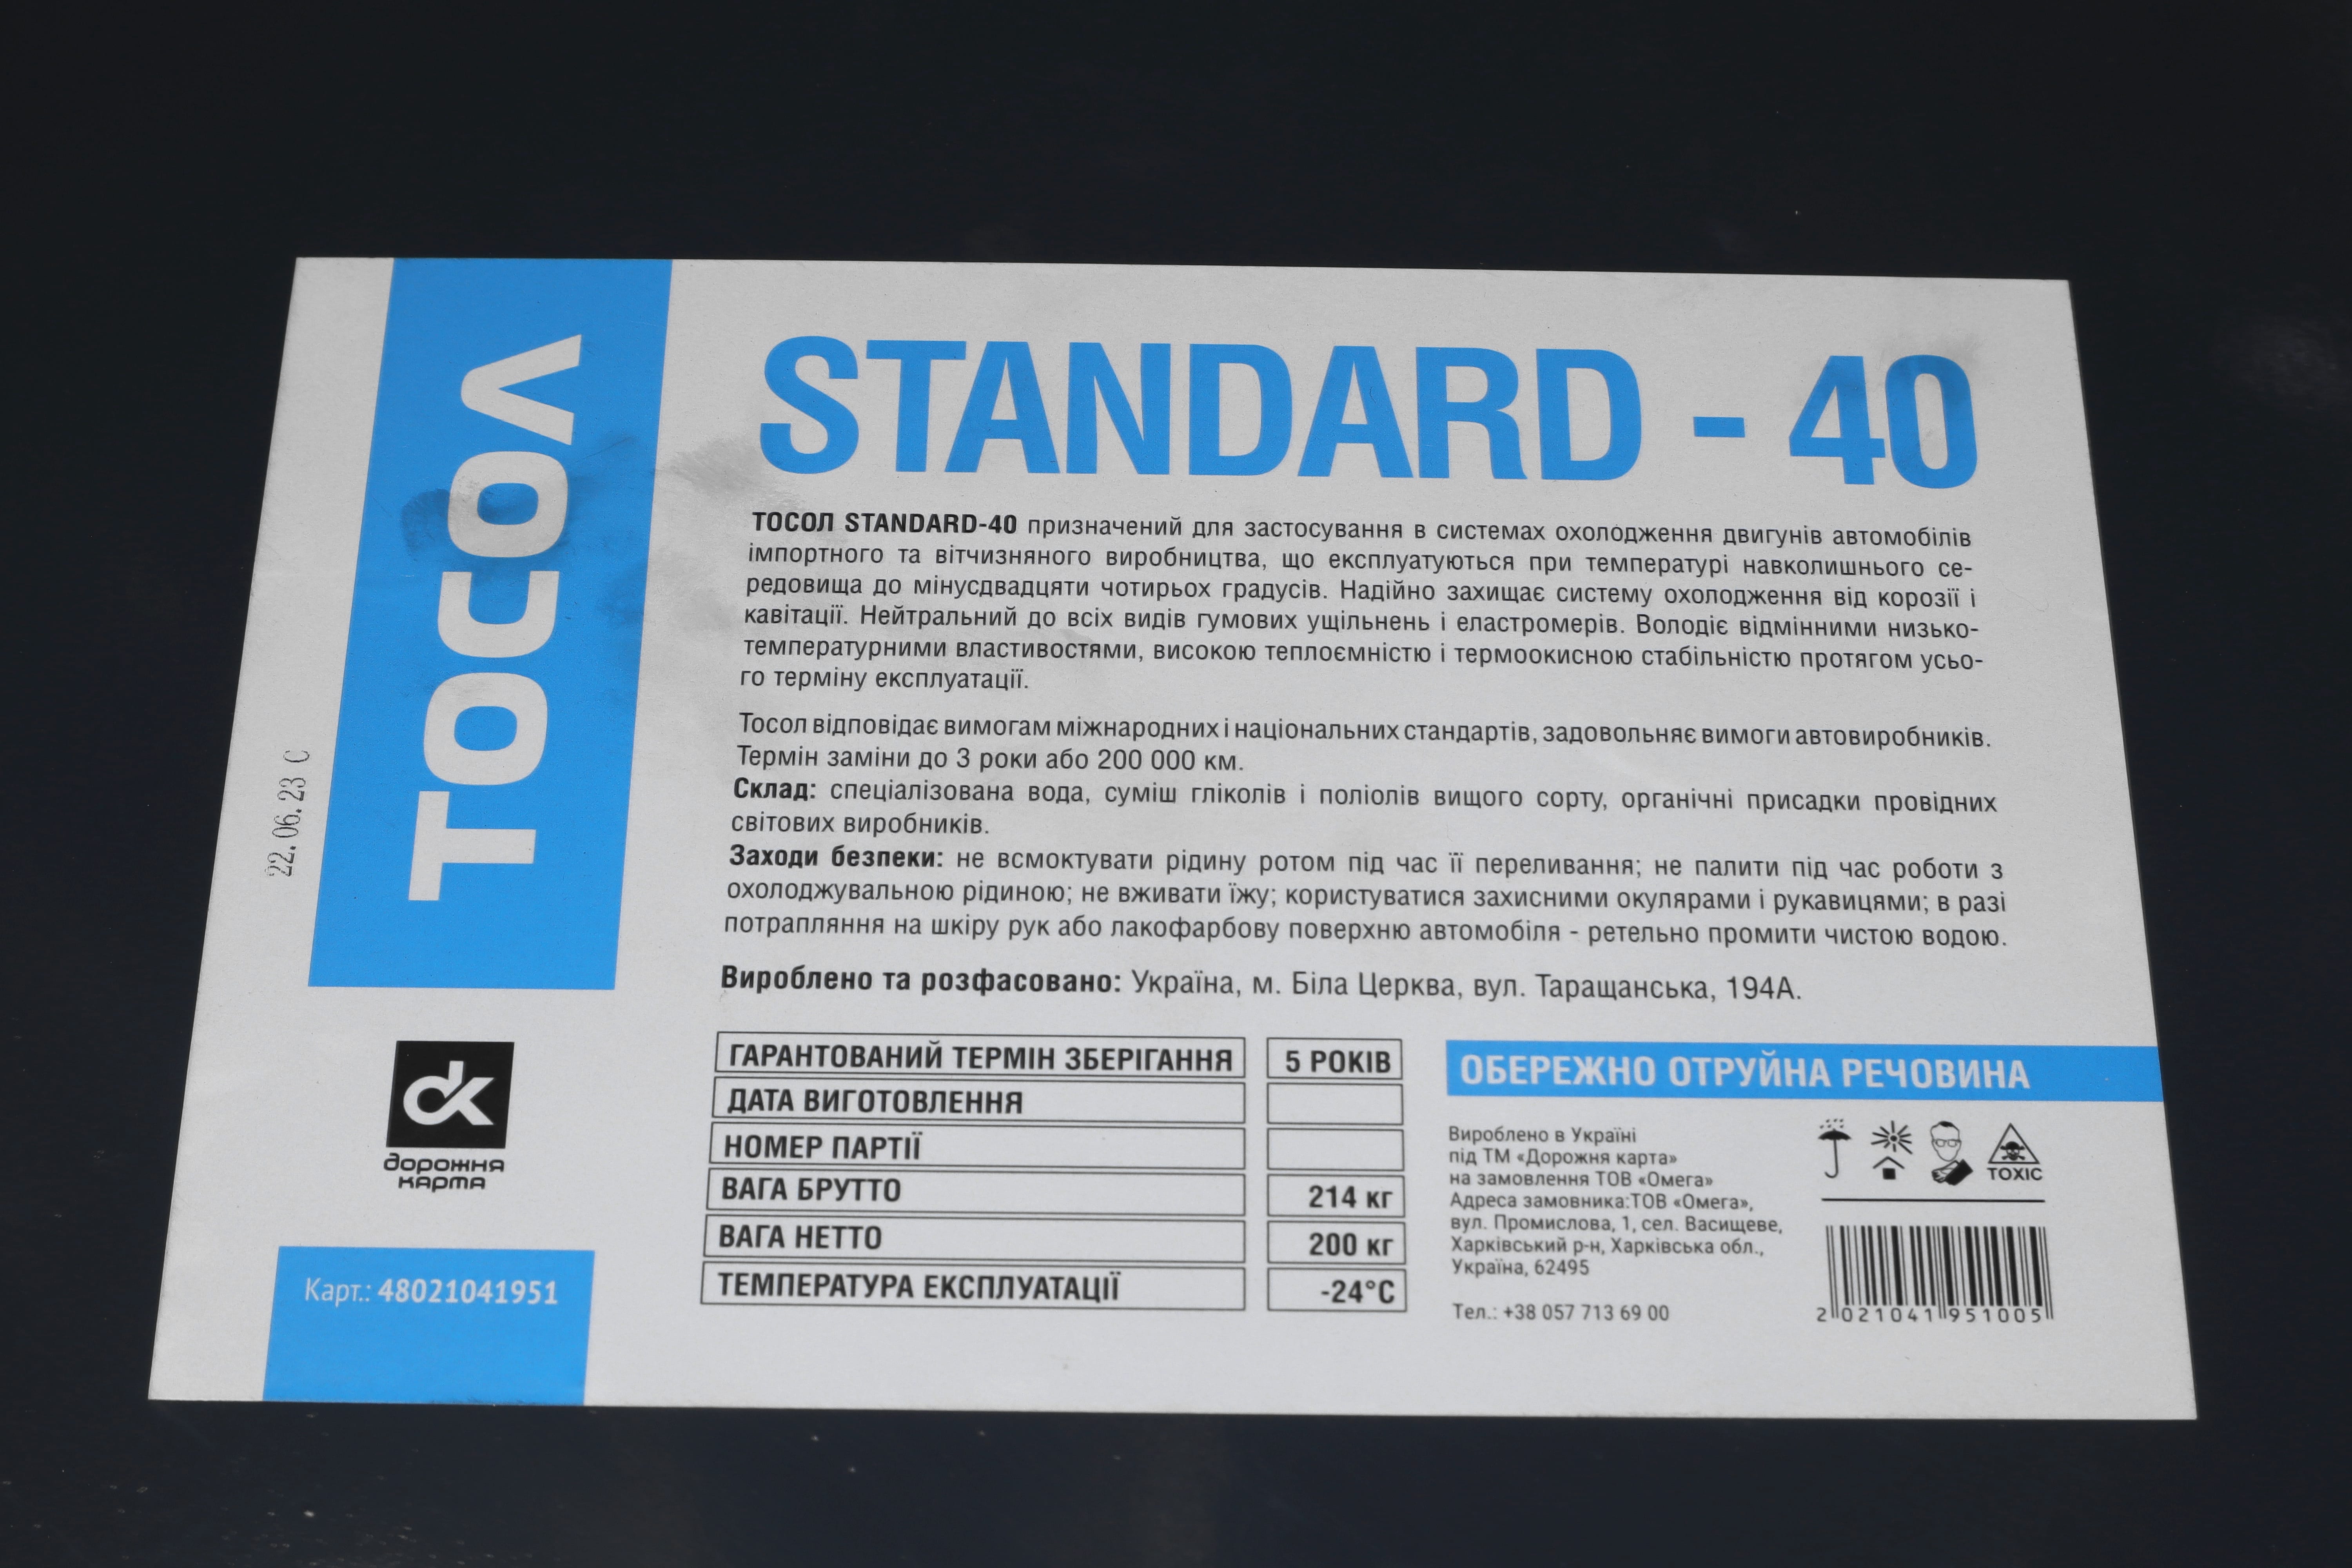 ТОСОЛ
STANDARD - 40
ТОСОЛ STANDARD-40 призначений для застосування в системах охолодження двигунів автомобілів
імпортного та вітчизняного виробництва, що експлуатуються при температурі навколишнього се-
редовища до мінусдвадцяти чотирьох градусів. Надійно захищає систему охолодження від корозії і
кавітації. Нейтральний до всіх видів гумових ущільнень і еластромерів. Володіє відмінними низько-
температурними властивостями, високою теплоємністю і термоокисною стабільністю протягом усьо-
го терміну експлуатації.
Тосол відповідає вимогам міжнародних і національних стандартів, задовольняє вимоги автовиробників.
Термін заміни до 3 роки або 200 000 км.
Склад: спеціалізована вода, суміш гліколів і поліолів вищого сорту, органічні присадки провідних
світових виробників.
Заходи безпеки: не всмоктувати рідину ротом під час її переливання; не палити під час роботи з
охолоджувальною рідиною; не вживати їжу; користуватися захисними окулярами і рукавицями; в разі
потрапляння на шкіру рук або лакофарбову поверхню автомобіля - ретельно промити чистою водою.
Вироблено та розфасовано: Україна, м. Біла Церква, вул. Таращанська, 194А.
22.06.23 C
dk
дорожня
карта
Карт.: 48021041951
ГАРАНТОВАНИЙ ТЕРМІН ЗБЕРІГАННЯ 5 РОКІВ
ДАТА ВИГОТОВЛЕННЯ
НОМЕР ПАРТІЇ
ВАГА БРУТТО 214 кг
ВАГА НЕТТО 200 кг
ТЕМПЕРАТУРА ЕКСПЛУАТАЦІЇ -24°C
ОБЕРЕЖНО ОТРУЙНА РЕЧОВИНА
Вироблено в Україні
під ТМ «Дорожня карта»
на замовлення ТОВ «Омега»
Адреса замовника:ТОВ «Омега»,
вул. Промислова, 1, сел. Васищеве,
Харківський р-н, Харківська обл.,
Україна, 62495
Тел.: +38 057 713 69 00
TOXIC
2 021041 951005